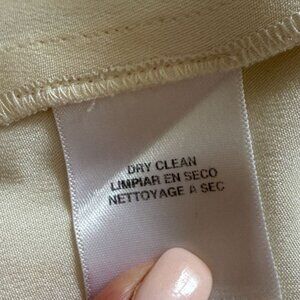 DRY CLEAN
LIMPIAR EN SECO
NETTOYAGE A SEC